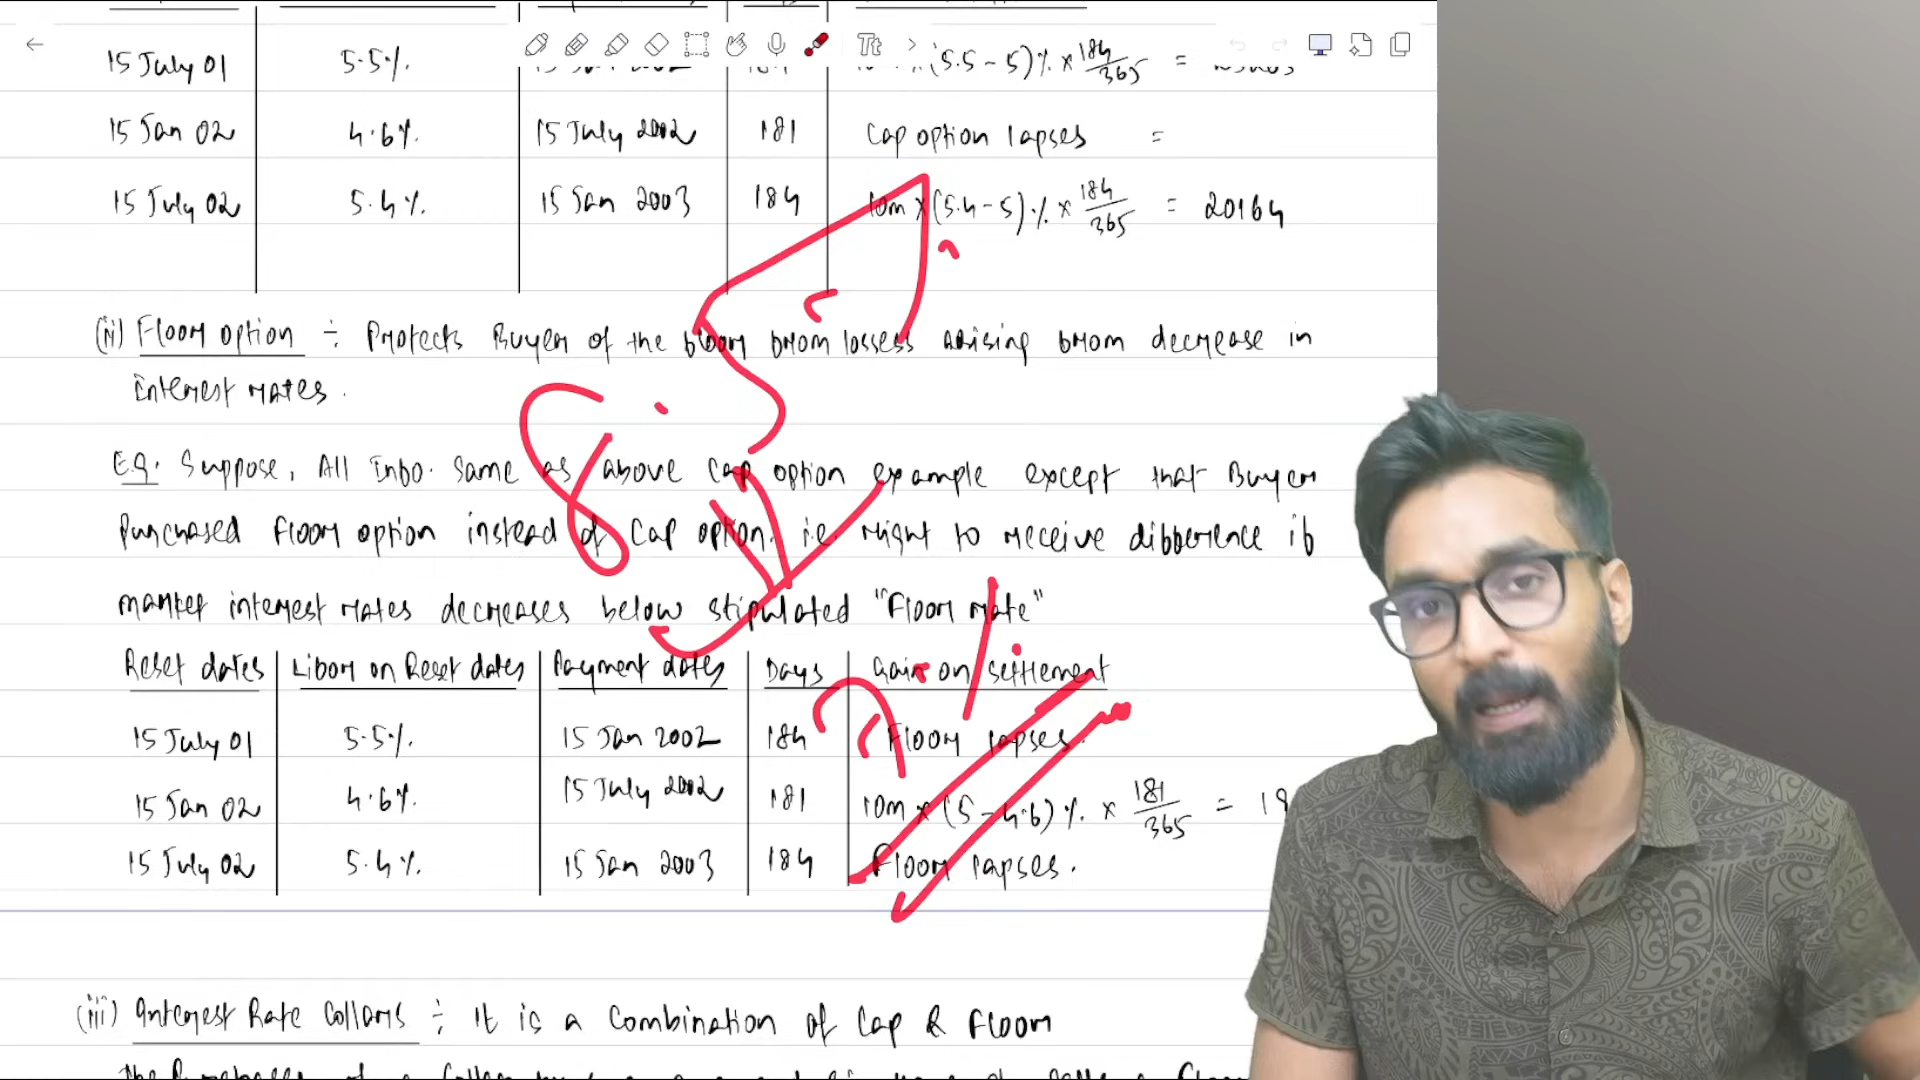 Tt
15 July 01 5.5% (5.5 - 5)% × 184/365 =
15 Jan 02 4.6% 15 July 2002 181 Cap option lapses =
15 July 02 5.4% 15 Jan 2003 184 10m × (5.4 - 5)% × 184/365 = 20164
(ii) Floor option ÷ Protects Buyer of the floor from lossess arising from decrease in
interest rates.
E.g. Suppose, All Info. Same as above Cap option example except that Buyer
purchased floor option instead of Cap option. i.e. right to receive difference if
market interest rates decreases below stipulated "Floor rate"
Reset dates Libor on Reset dates Payment dates Days Gain on settlement
15 July 01 5.5% 15 Jan 2002 184 Floor lapses.
15 Jan 02 4.6% 15 July 2002 181 10m × (5 - 4.6)% × 181/365 = 19
15 July 02 5.4% 15 Jan 2003 184 Floor lapses.
(iii) Interest Rate Collars ÷ It is a combination of Cap & Floor